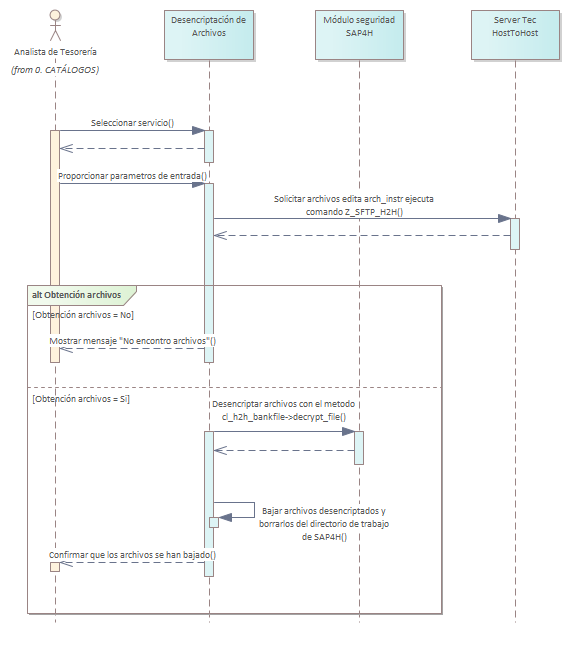 Desencriptación de
Archivos
Módulo seguridad
SAP4H
Server Tec
HostToHost
Analista de Tesorería
(from 0. CATÁLOGOS)
Seleccionar servicio()
Proporcionar parametros de entrada()
Solicitar archivos edita arch_instr ejecuta
comando Z_SFTP_H2H()
alt Obtención archivos
[Obtención archivos = No]
Mostrar mensaje "No encontro archivos"()
[Obtención archivos = Si]
Desencriptar archivos con el metodo
cl_h2h_bankfile->decrypt_file()
Bajar archivos desencriptados y
borrarlos del directorio de trabajo
de SAP4H()
Confirmar que los archivos se han bajado()